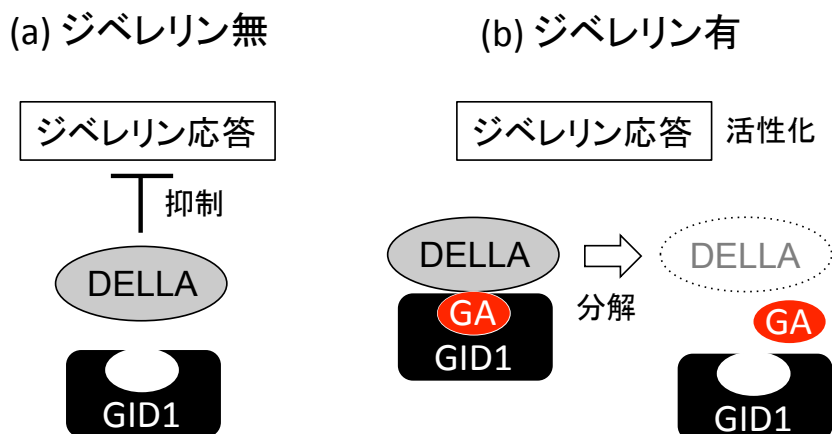 (a) ジベレリン無
ジベレリン応答
抑制
DELLA
GID1
(b) ジベレリン有
ジベレリン応答 活性化
DELLA
GA
GID1
分解
DELLA
GA
GID1